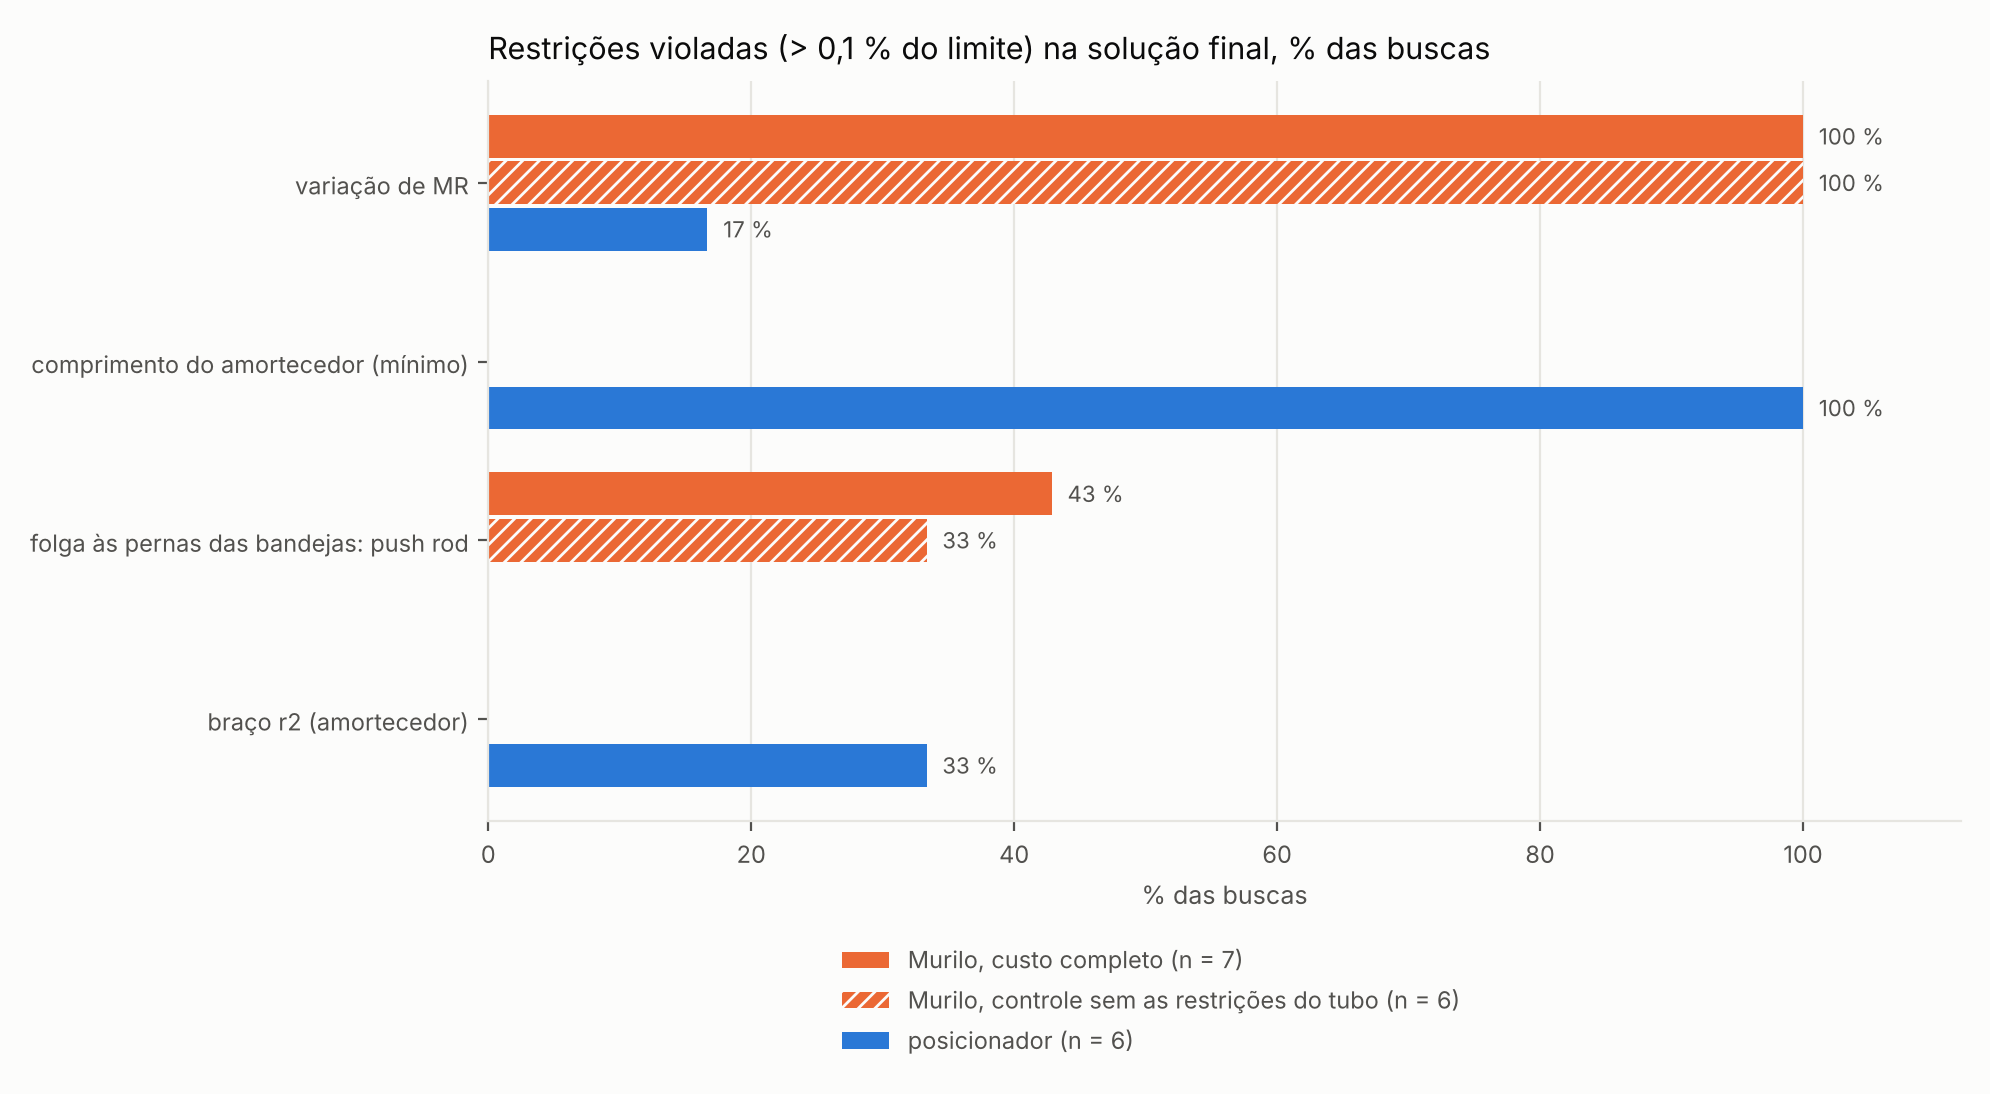 Restrições violadas (> 0,1 % do limite) na solução final, % das buscas
variação de MR
100 %
100 %
17 %
comprimento do amortecedor (mínimo)
100 %
folga às pernas das bandejas: push rod
43 %
33 %
braço r2 (amortecedor)
33 %
0 20 40 60 80 100
% das buscas
Murilo, custo completo (n = 7)
Murilo, controle sem as restrições do tubo (n = 6)
posicionador (n = 6)